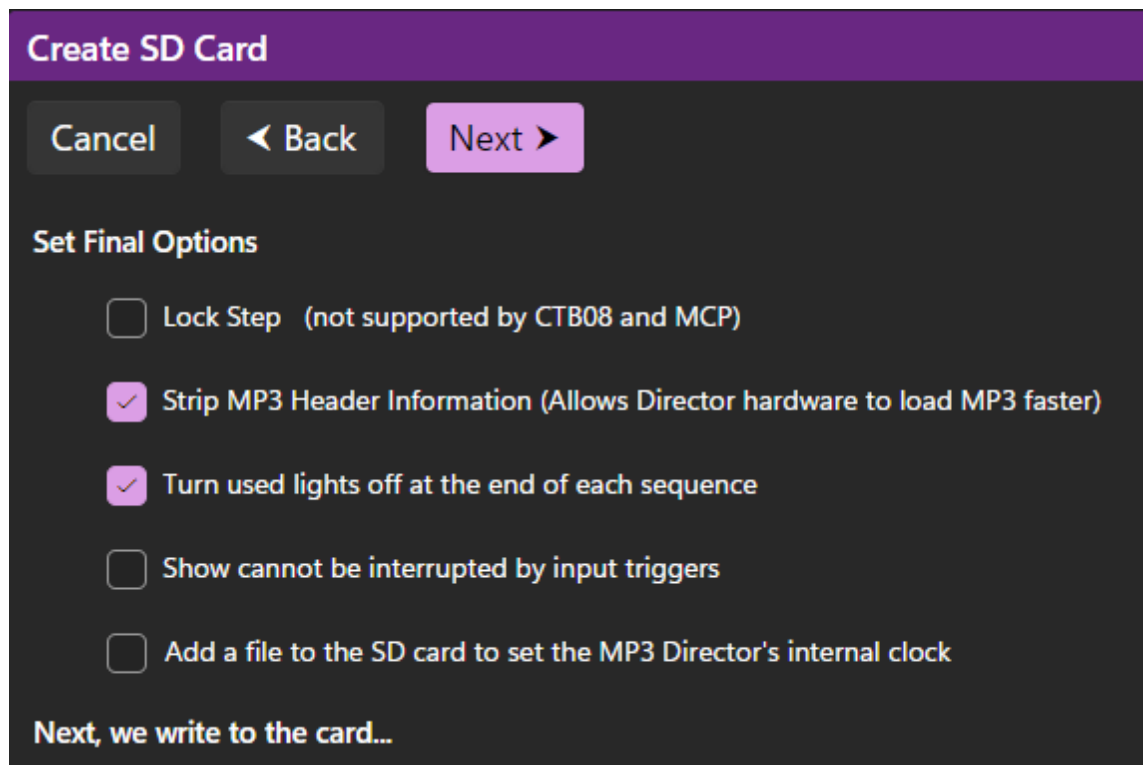 Create SD Card
Cancel
Back
Next
Set Final Options
Lock Step (not supported by CTB08 and MCP)
Strip MP3 Header Information (Allows Director hardware to load MP3 faster)
Turn used lights off at the end of each sequence
Show cannot be interrupted by input triggers
Add a file to the SD card to set the MP3 Director's internal clock
Next, we write to the card...